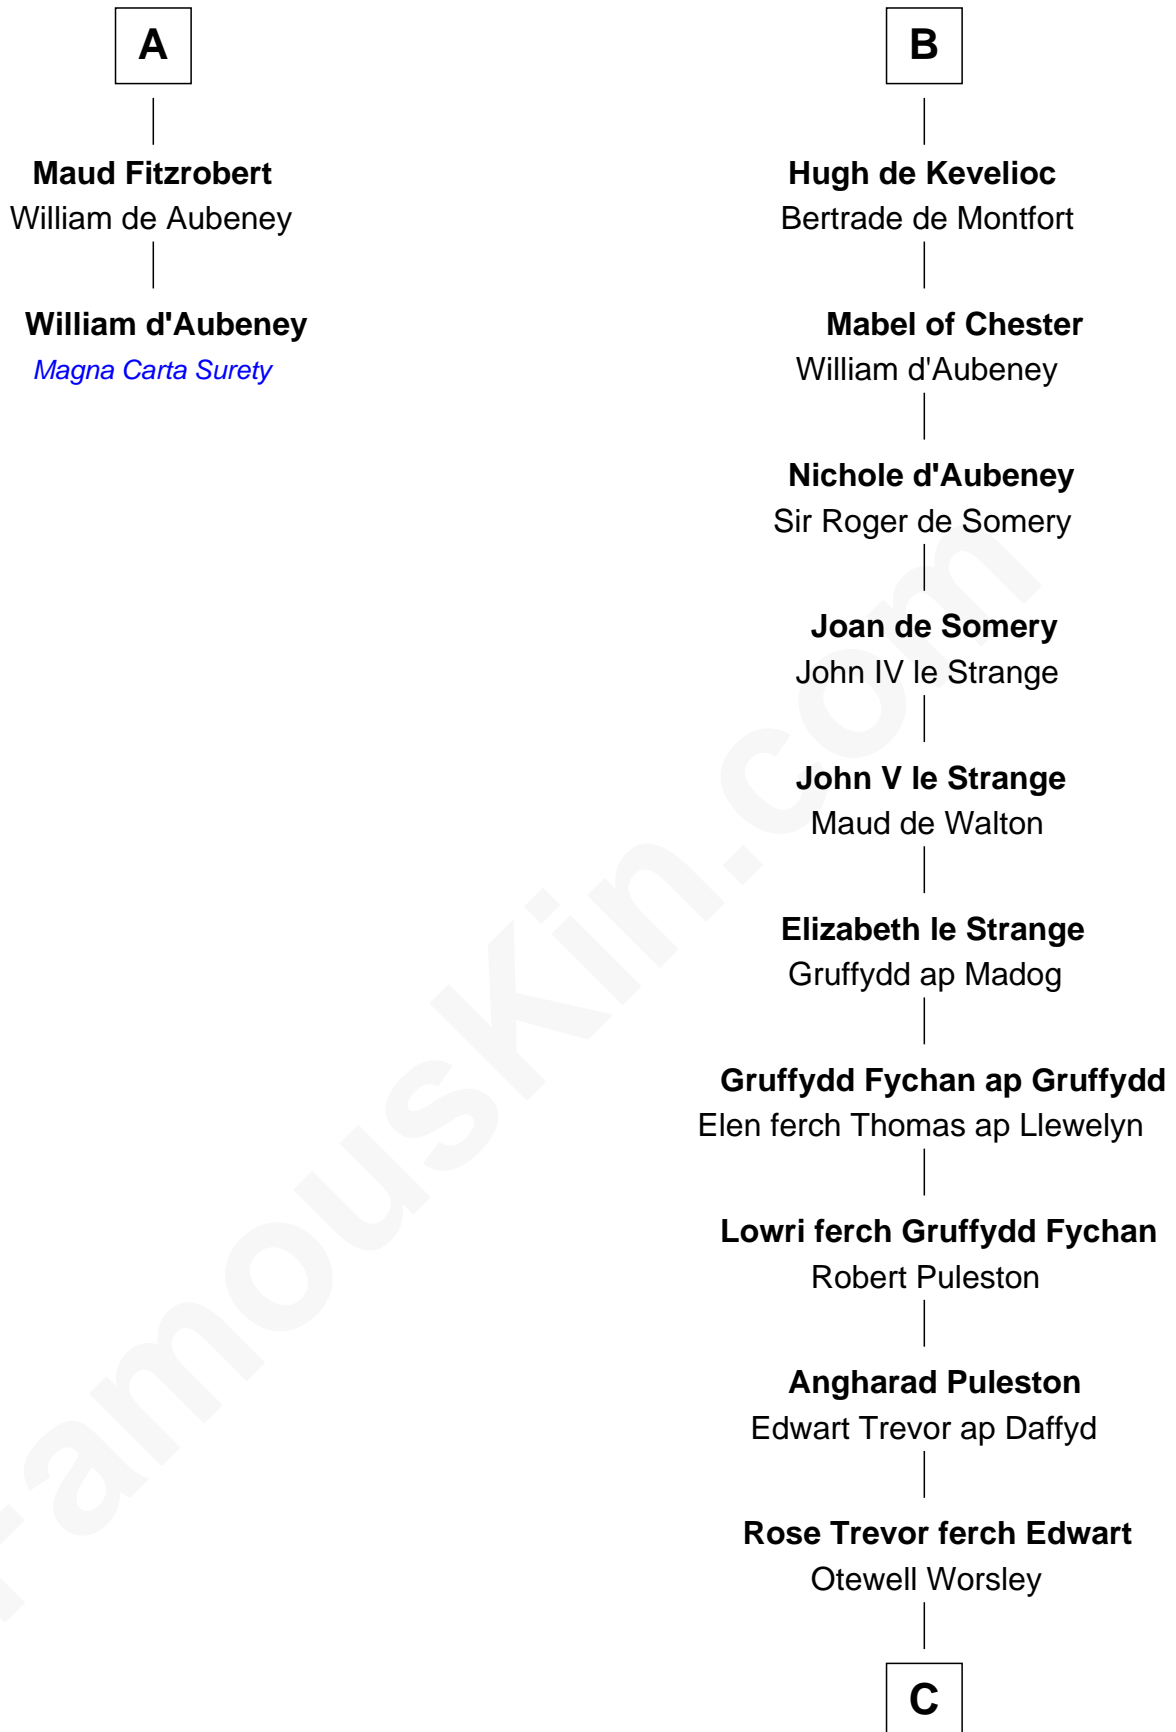 A
Maud Fitzrobert
William de Aubeney
William d'Aubeney
Magna Carta Surety
B
Hugh de Kevelioc
Bertrade de Montfort
Mabel of Chester
William d'Aubeney
Nichole d'Aubeney
Sir Roger de Somery
Joan de Somery
John IV le Strange
John V le Strange
Maud de Walton
Elizabeth le Strange
Gruffydd ap Madog
Gruffydd Fychan ap Gruffydd
Elen ferch Thomas ap Llewelyn
Lowri ferch Gruffydd Fychan
Robert Puleston
Angharad Puleston
Edwart Trevor ap Daffyd
Rose Trevor ferch Edwart
Otewell Worsley
C
FamousKin.com